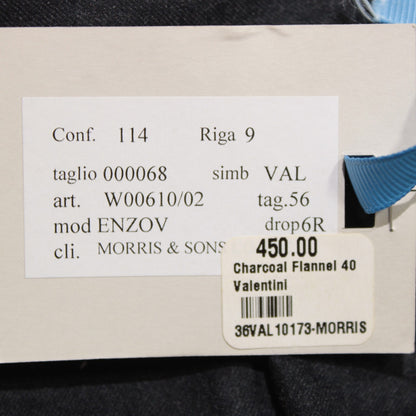 Conf. 114 Riga 9
taglio 000068 simb VAL
art. W00610/02 tag.56
mod ENZOV drop6R
cli. MORRIS & SONS
450.00
Charcoal Flannel 40
Valentini
36VAL10173-MORRIS